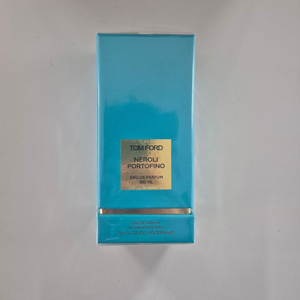 TOM FORD
NEROLI
PORTOFINO
EAU DE PARFUM
100 ML